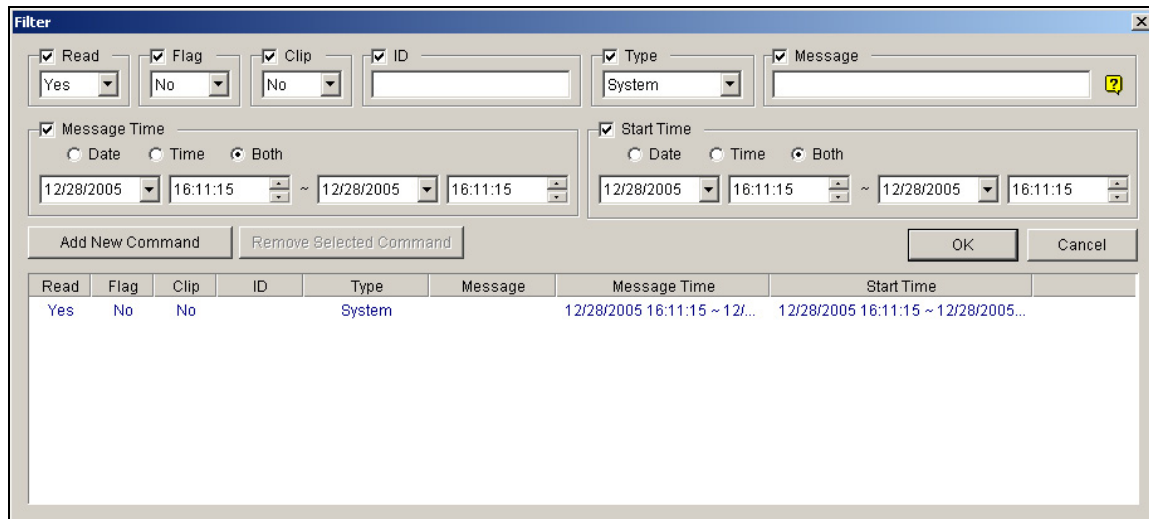 Filter
Read Flag Clip ID Type Message
Yes No No System
Message Time Start Time
Date Time Both Date Time Both
12/28/2005 16:11:15 ~ 12/28/2005 16:11:15 12/28/2005 16:11:15 ~ 12/28/2005 16:11:15
Add New Command Remove Selected Command OK Cancel
Read Flag Clip ID Type Message Message Time Start Time
Yes No No System 12/28/2005 16:11:15 ~ 12/... 12/28/2005 16:11:15 ~ 12/28/2005...